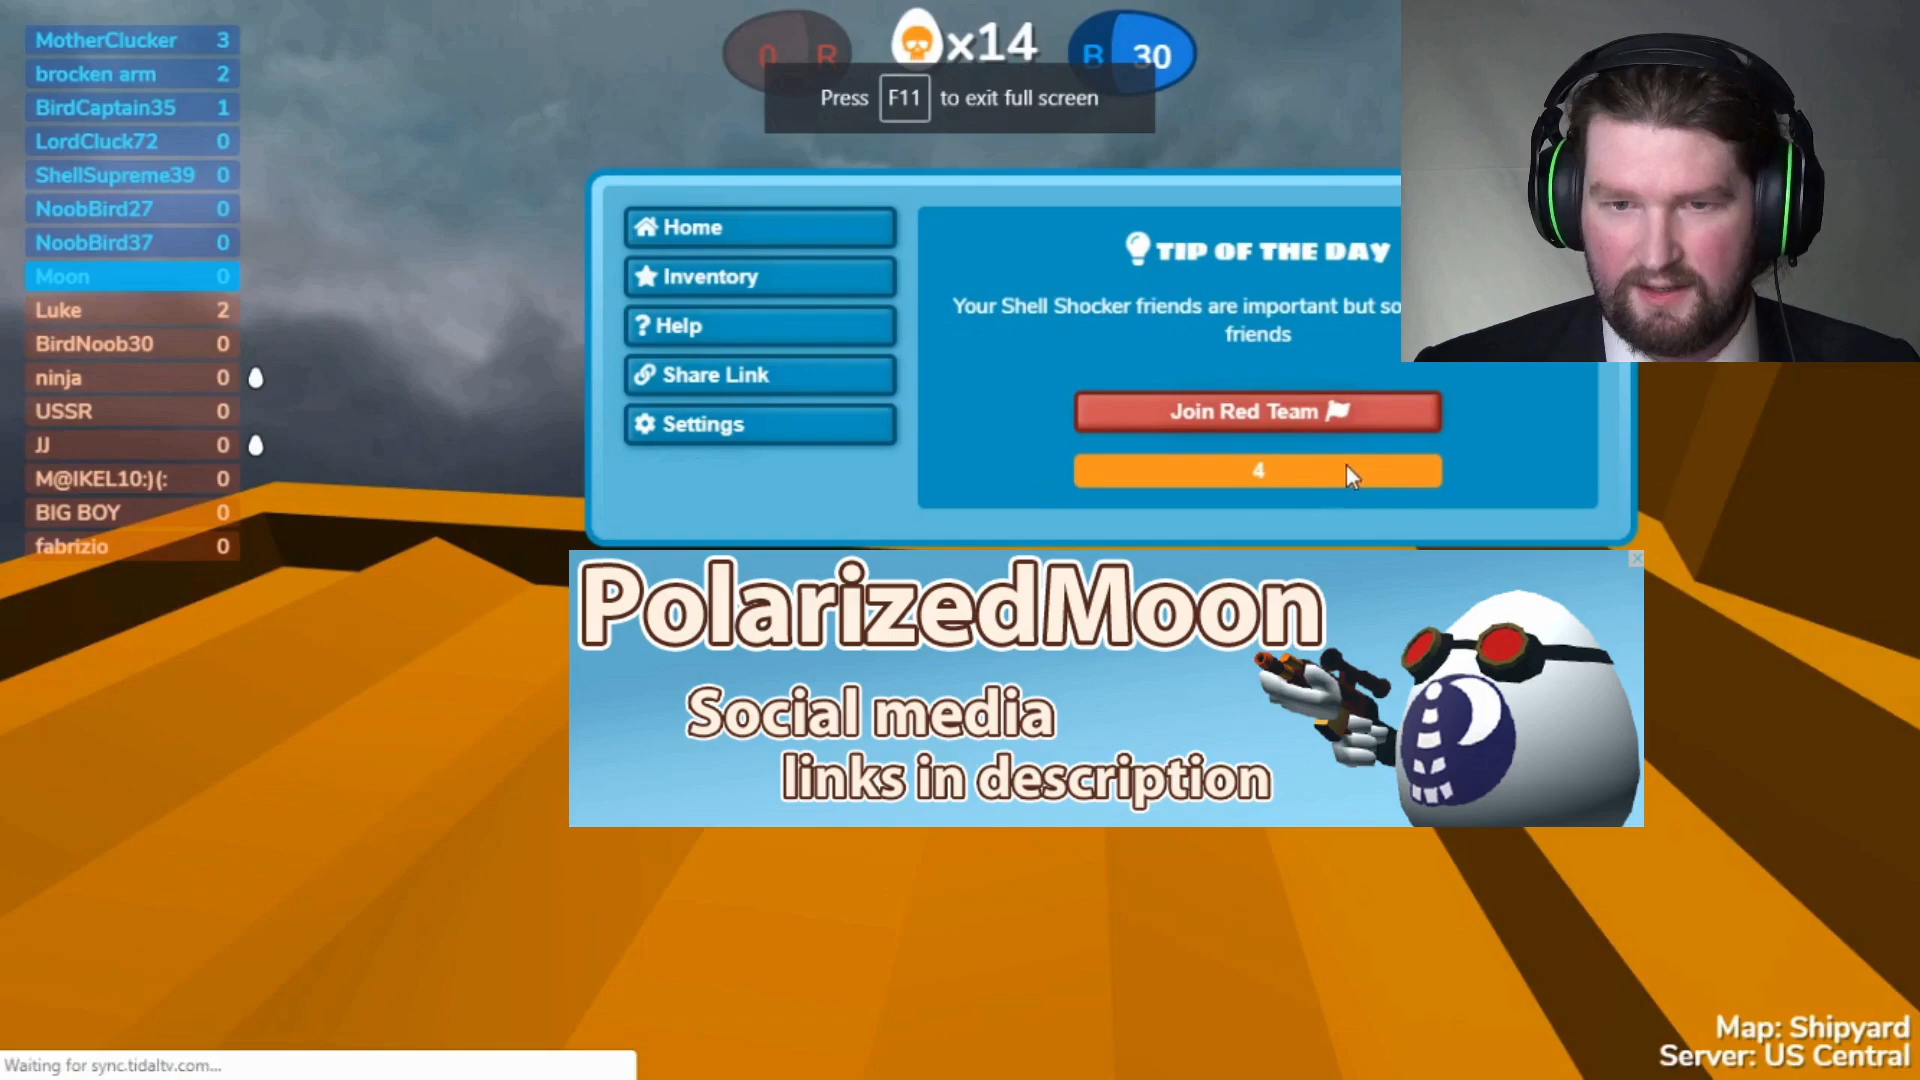 MotherClucker 3
brocken arm 2
BirdCaptain35 1
LordCluck72 0
ShellSupreme39 0
NoobBird27 0
NoobBird37 0
Moon 0
Luke 2
BirdNoob30 0
ninja 0
USSR 0
JJ 0
M@IKEL10:)(: 0
BIG BOY 0
fabrizio 0
0 R
x14
B 30
Press F11 to exit full screen
Home
Inventory
Help
Share Link
Settings
TIP OF THE DAY
Your Shell Shocker friends are important but so
friends
Join Red Team
4
PolarizedMoon
Social media
links in description
Map: Shipyard
Server: US Central
Waiting for sync.tidaltv.com...